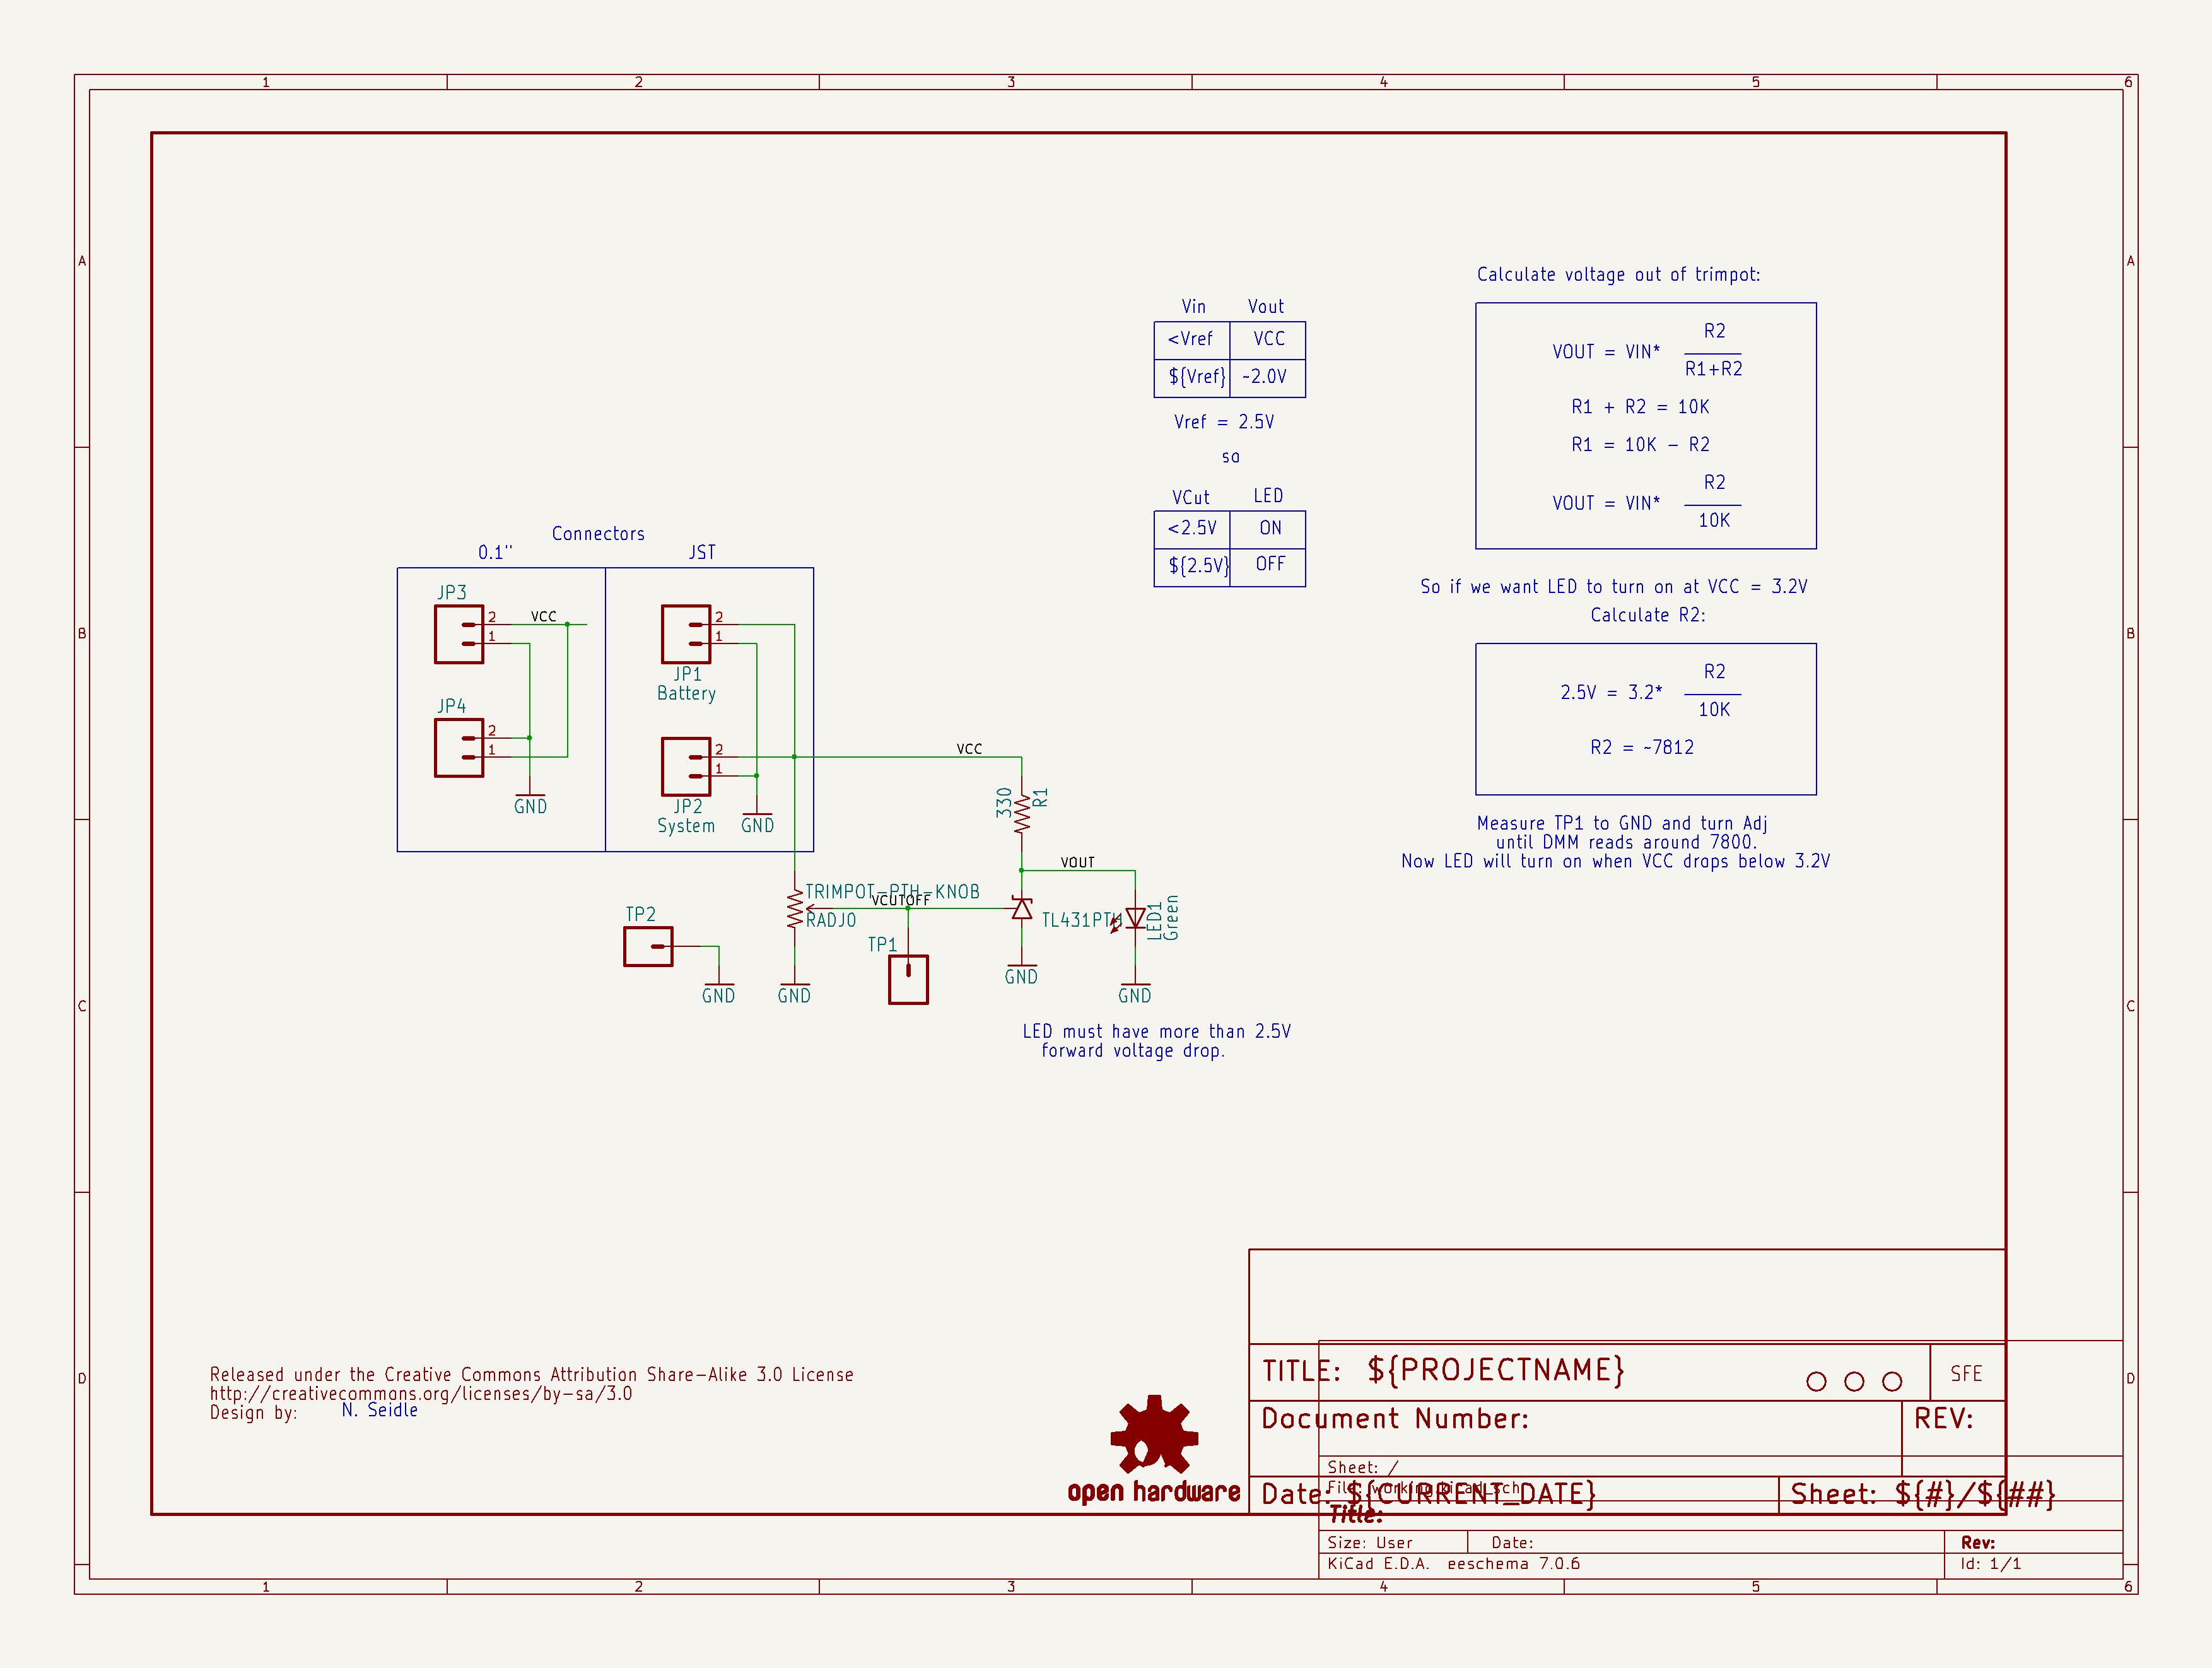 1 2 3 4 5 6
A A
Calculate voltage out of trimpot:
Vin Vout
<Vref VCC
${Vref} ~2.0V
Vref = 2.5V
sa
VCut LED
<2.5V ON
${2.5V} OFF
R2
VOUT = VIN*
R1+R2
R1 + R2 = 10K
R1 = 10K - R2
R2
VOUT = VIN*
10K
So if we want LED to turn on at VCC = 3.2V
Calculate R2:
R2
2.5V = 3.2*
10K
R2 = ~7812
Measure TP1 to GND and turn Adj
until DMM reads around 7800.
Now LED will turn on when VCC drops below 3.2V
Connectors
0.1'' JST
B B
JP3
2 VCC
1
JP4
2
1
GND
2
1
JP1
Battery
2
1
JP2
System GND
VCC
330 R1
VOUT
TRIMPOT-PTH-KNOB
VCUTOFF
RADJ0
TL431PTH
LED1
Green
TP2
TP1
GND
GND
GND
GND
C C
LED must have more than 2.5V
forward voltage drop.
D D
Released under the Creative Commons Attribution Share-Alike 3.0 License
http://creativecommons.org/licenses/by-sa/3.0
Design by: N. Seidle
open hardware
TITLE: ${PROJECTNAME} SFE
Document Number: REV:
Date: ${CURRENT_DATE} Sheet: ${#}/${##}
Sheet: /
File: working.kicad_sch
Title:
Size: User Date: Rev:
KiCad E.D.A. eeschema 7.0.6 Id: 1/1
1 2 3 4 5 6